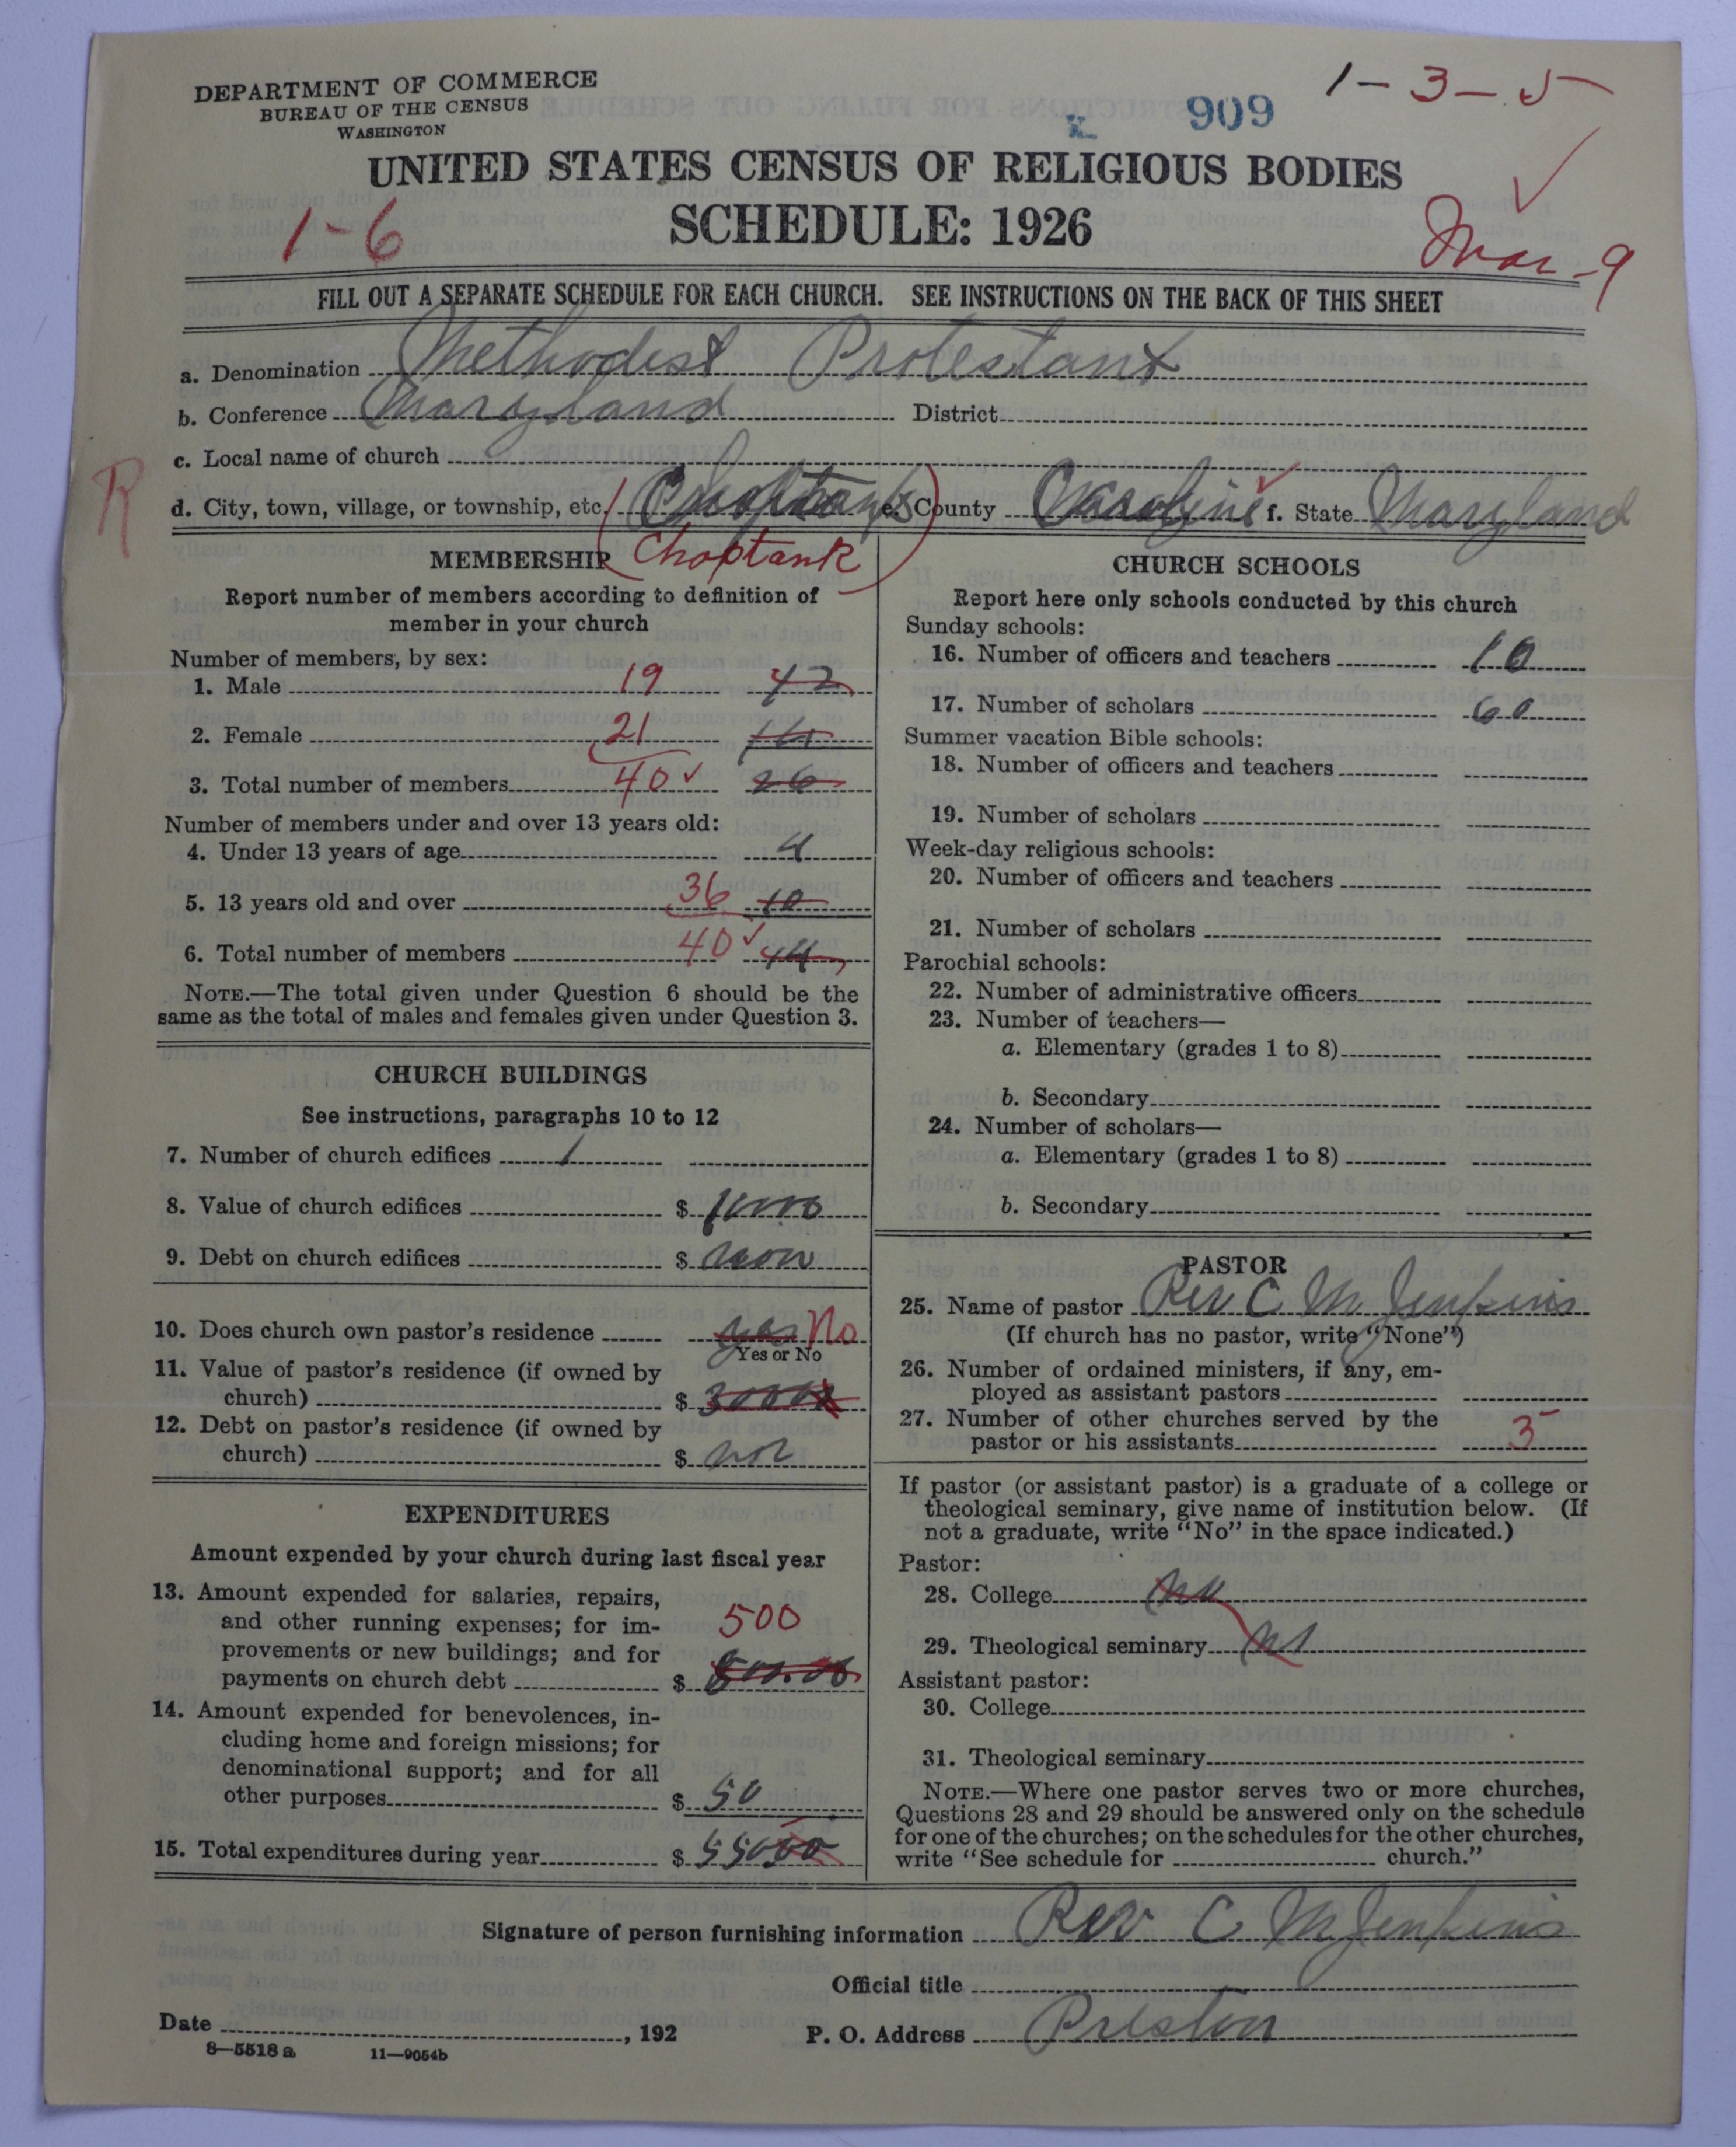 DEPARTMENT OF COMMERCE
BUREAU OF THE CENSUS
WASHINGTON
909
1-3-5
UNITED STATES CENSUS OF RELIGIOUS BODIES
SCHEDULE: 1926
1-6
Mar-9
FILL OUT A SEPARATE SCHEDULE FOR EACH CHURCH. SEE INSTRUCTIONS ON THE BACK OF THIS SHEET
a. Denomination Methodist Protestant
b. Conference Maryland District
c. Local name of church
R
d. City, town, village, or township, etc. Choptank e. County Caroline f. State Maryland
Choptank
MEMBERSHIP
Report number of members according to definition of
member in your church
Number of members, by sex:
1. Male 19 42
2. Female 21 14
3. Total number of members 40 26
Number of members under and over 13 years old:
4. Under 13 years of age 4
5. 13 years old and over 36 10
6. Total number of members 40 14
NOTE.—The total given under Question 6 should be the
same as the total of males and females given under Question 3.
CHURCH BUILDINGS
See instructions, paragraphs 10 to 12
7. Number of church edifices 1
8. Value of church edifices $
9. Debt on church edifices $ non
10. Does church own pastor's residence yes No
Yes or No
11. Value of pastor's residence (if owned by
church) $ 3000
12. Debt on pastor's residence (if owned by
church) $ non
EXPENDITURES
Amount expended by your church during last fiscal year
13. Amount expended for salaries, repairs,
and other running expenses; for im-
provements or new buildings; and for
payments on church debt $ 500
14. Amount expended for benevolences, in-
cluding home and foreign missions; for
denominational support; and for all
other purposes $ 50
15. Total expenditures during year $ 55000
CHURCH SCHOOLS
Report here only schools conducted by this church
Sunday schools:
16. Number of officers and teachers 10
17. Number of scholars 60
Summer vacation Bible schools:
18. Number of officers and teachers
19. Number of scholars
Week-day religious schools:
20. Number of officers and teachers
21. Number of scholars
Parochial schools:
22. Number of administrative officers
23. Number of teachers—
a. Elementary (grades 1 to 8)
b. Secondary
24. Number of scholars—
a. Elementary (grades 1 to 8)
b. Secondary
PASTOR
25. Name of pastor Rev C M Jenkins
(If church has no pastor, write "None")
26. Number of ordained ministers, if any, em-
ployed as assistant pastors
27. Number of other churches served by the
pastor or his assistants 3
If pastor (or assistant pastor) is a graduate of a college or
theological seminary, give name of institution below. (If
not a graduate, write "No" in the space indicated.)
Pastor:
28. College
29. Theological seminary
Assistant pastor:
30. College
31. Theological seminary
NOTE.—Where one pastor serves two or more churches,
Questions 28 and 29 should be answered only on the schedule
for one of the churches; on the schedules for the other churches,
write "See schedule for church."
Signature of person furnishing information Rev C M Jenkins
Official title
Date , 192
P. O. Address Preston
8—5518 a 11—9054b